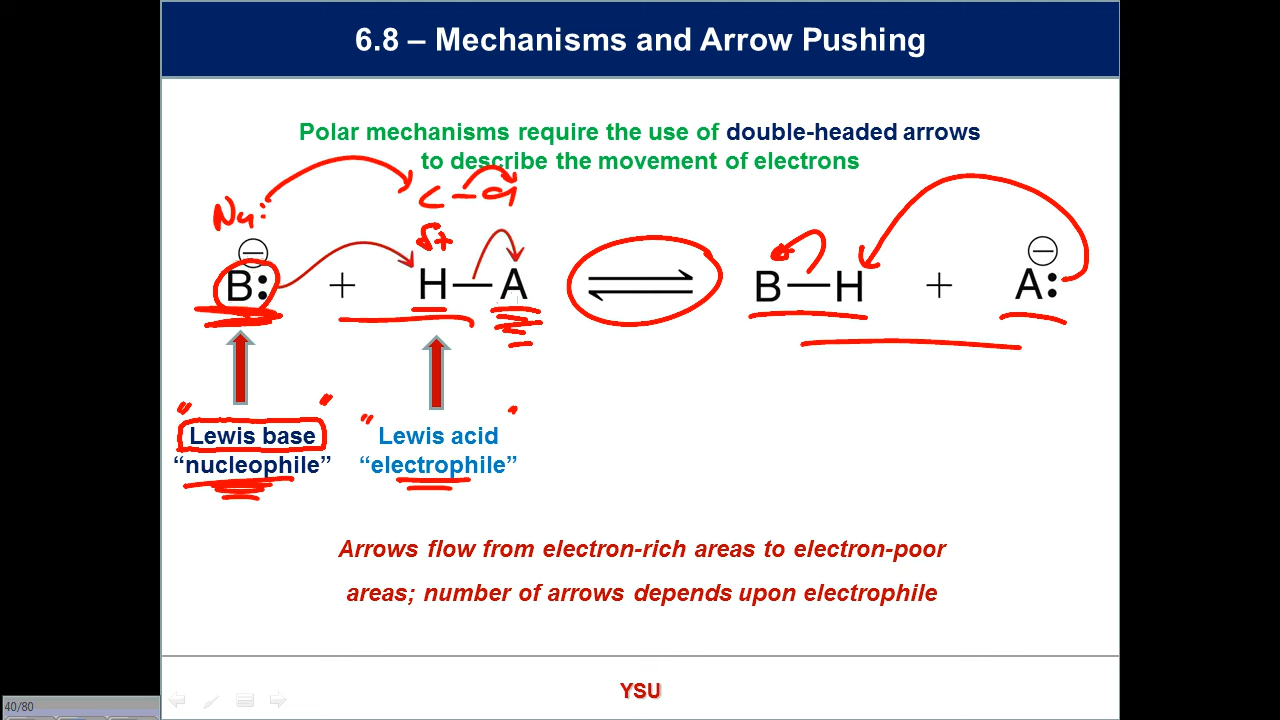 6.8 – Mechanisms and Arrow Pushing
Polar mechanisms require the use of double-headed arrows
to describe the movement of electrons
C – Cl
Nu:
δ+
B: ⊖ + H—A ⇌ B—H + A: ⊖
" " " "
Lewis base Lewis acid
“nucleophile” “electrophile”
Arrows flow from electron-rich areas to electron-poor
areas; number of arrows depends upon electrophile
YSU
40/80